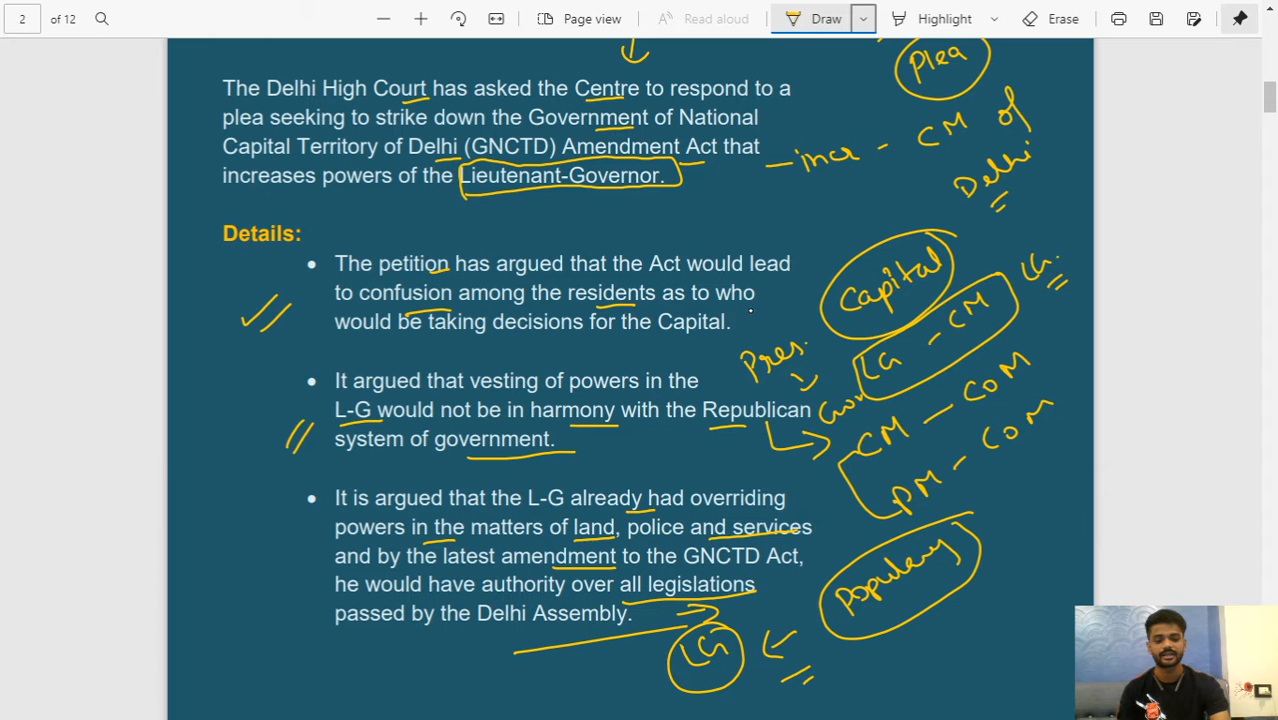 2 of 12 Page view Read aloud Draw Highlight Erase
Plea
The Delhi High Court has asked the Centre to respond to a
plea seeking to strike down the Government of National
Capital Territory of Delhi (GNCTD) Amendment Act that
increases powers of the Lieutenant-Governor.
- incr - CM of
Delhi
Details:
• The petition has argued that the Act would lead
to confusion among the residents as to who
would be taking decisions for the Capital.
Capital
LG - CM
LG.
• It argued that vesting of powers in the
L-G would not be in harmony with the Republican
system of government.
Pres.
CM - COM
PM - COM
• It is argued that the L-G already had overriding
powers in the matters of land, police and services
and by the latest amendment to the GNCTD Act,
he would have authority over all legislations
passed by the Delhi Assembly.
LG